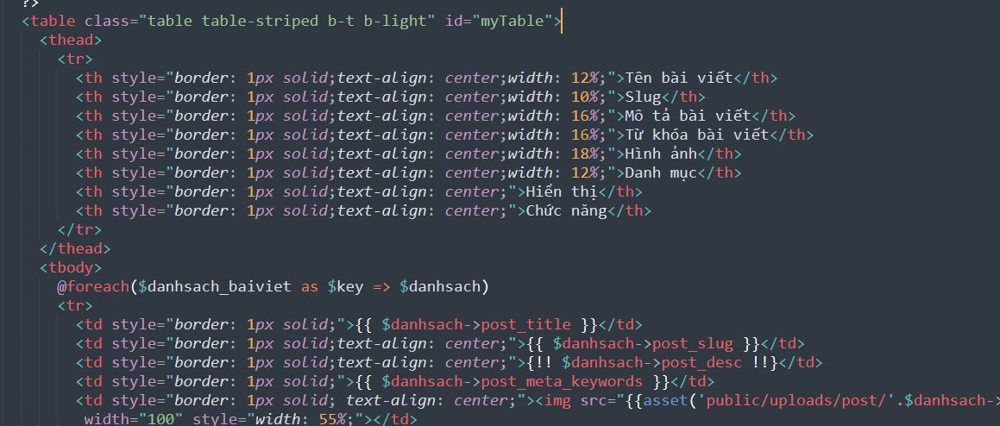 ?>
<table class="table table-striped b-t b-light" id="myTable">
<thead>
<tr>
<th style="border: 1px solid;text-align: center;width: 12%;">Tên bài viết</th>
<th style="border: 1px solid;text-align: center;width: 10%;">Slug</th>
<th style="border: 1px solid;text-align: center;width: 16%;">Mô tả bài viết</th>
<th style="border: 1px solid;text-align: center;width: 16%;">Từ khóa bài viết</th>
<th style="border: 1px solid;text-align: center;width: 18%;">Hình ảnh</th>
<th style="border: 1px solid;text-align: center;width: 12%;">Danh mục</th>
<th style="border: 1px solid;text-align: center;">Hiển thị</th>
<th style="border: 1px solid;text-align: center;">Chức năng</th>
</tr>
</thead>
<tbody>
@foreach($danhsach_baiviet as $key => $danhsach)
<tr>
<td style="border: 1px solid;">{{ $danhsach->post_title }}</td>
<td style="border: 1px solid;text-align: center;">{{ $danhsach->post_slug }}</td>
<td style="border: 1px solid;text-align: center;">{!! $danhsach->post_desc !!}</td>
<td style="border: 1px solid;">{{ $danhsach->post_meta_keywords }}</td>
<td style="border: 1px solid; text-align: center;"><img src="{{asset('public/uploads/post/'.$danhsach->
width="100" style="width: 55%;"></td>